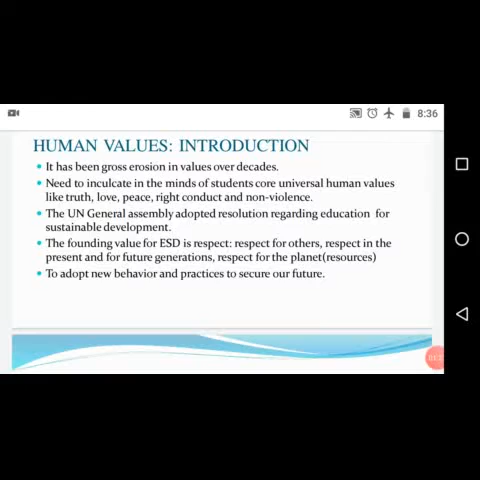 8:36
HUMAN VALUES: INTRODUCTION
It has been gross erosion in values over decades.
Need to inculcate in the minds of students core universal human values
like truth, love, peace, right conduct and non-violence.
The UN General assembly adopted resolution regarding education for
sustainable development.
The founding value for ESD is respect: respect for others, respect in the
present and for future generations, respect for the planet(resources)
To adopt new behavior and practices to secure our future.